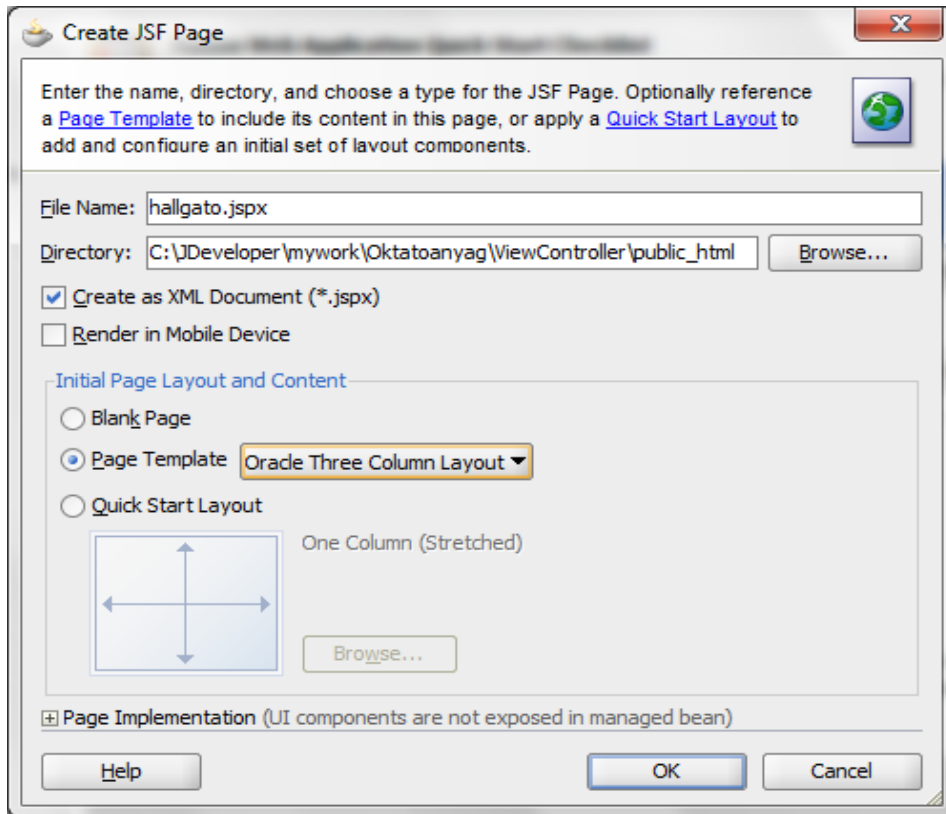 Create JSF Page
Enter the name, directory, and choose a type for the JSF Page. Optionally reference
a Page Template to include its content in this page, or apply a Quick Start Layout to
add and configure an initial set of layout components.
File Name: hallgato.jspx
Directory: C:\JDeveloper\mywork\Oktatoanyag\ViewController\public_html Browse...
Create as XML Document (*.jspx)
Render in Mobile Device
Initial Page Layout and Content
Blank Page
Page Template Oracle Three Column Layout
Quick Start Layout
One Column (Stretched)
Browse...
Page Implementation (UI components are not exposed in managed bean)
Help OK Cancel